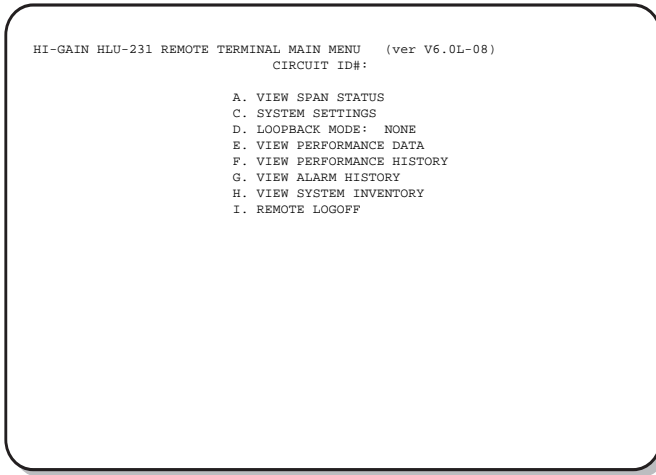 HI-GAIN HLU-231 REMOTE TERMINAL MAIN MENU (ver V6.0L-08)
CIRCUIT ID#:
A. VIEW SPAN STATUS
C. SYSTEM SETTINGS
D. LOOPBACK MODE: NONE
E. VIEW PERFORMANCE DATA
F. VIEW PERFORMANCE HISTORY
G. VIEW ALARM HISTORY
H. VIEW SYSTEM INVENTORY
I. REMOTE LOGOFF